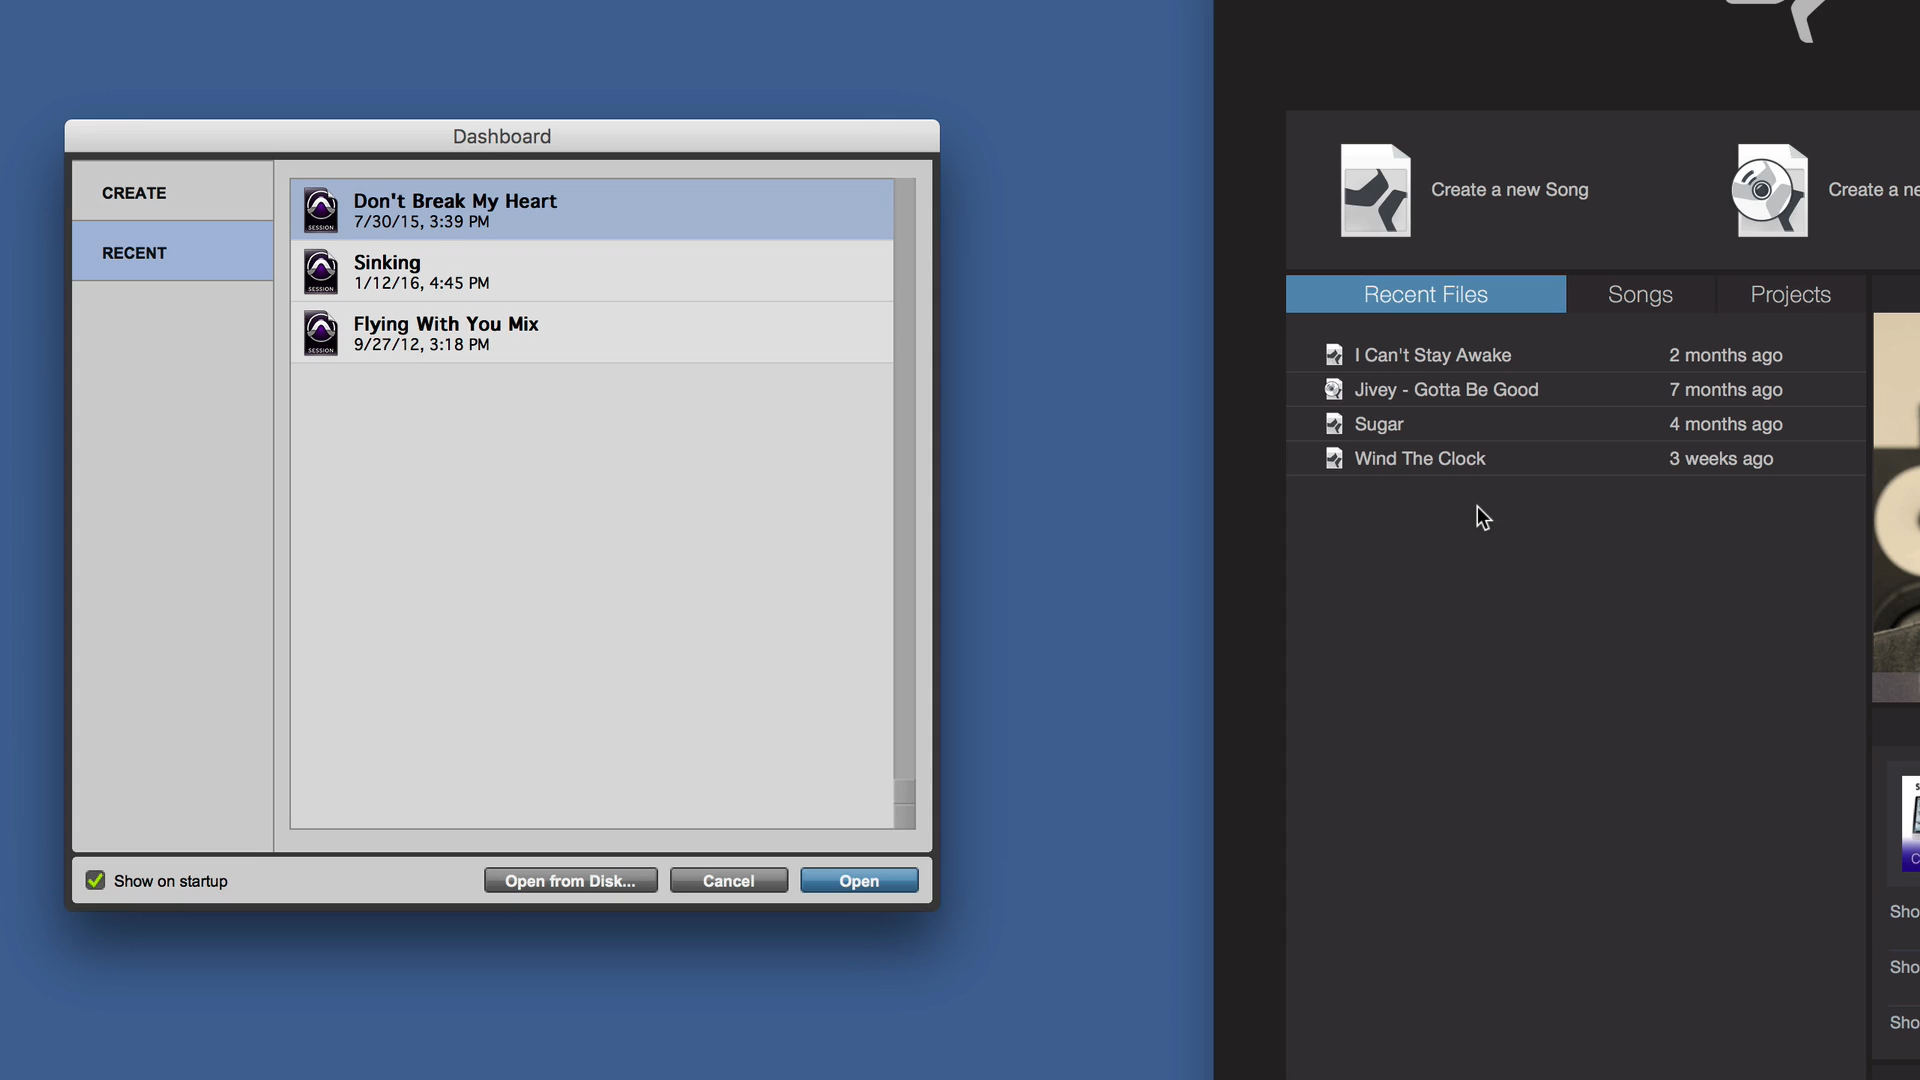 Dashboard
CREATE
RECENT
SESSION
Don't Break My Heart
7/30/15, 3:39 PM
SESSION
Sinking
1/12/16, 4:45 PM
SESSION
Flying With You Mix
9/27/12, 3:18 PM
Show on startup
Open from Disk...
Cancel
Open
Create a new Song
Create a ne
Recent Files
Songs
Projects
I Can't Stay Awake 2 months ago
Jivey - Gotta Be Good 7 months ago
Sugar 4 months ago
Wind The Clock 3 weeks ago
S
C
Sho
Sho
Sho